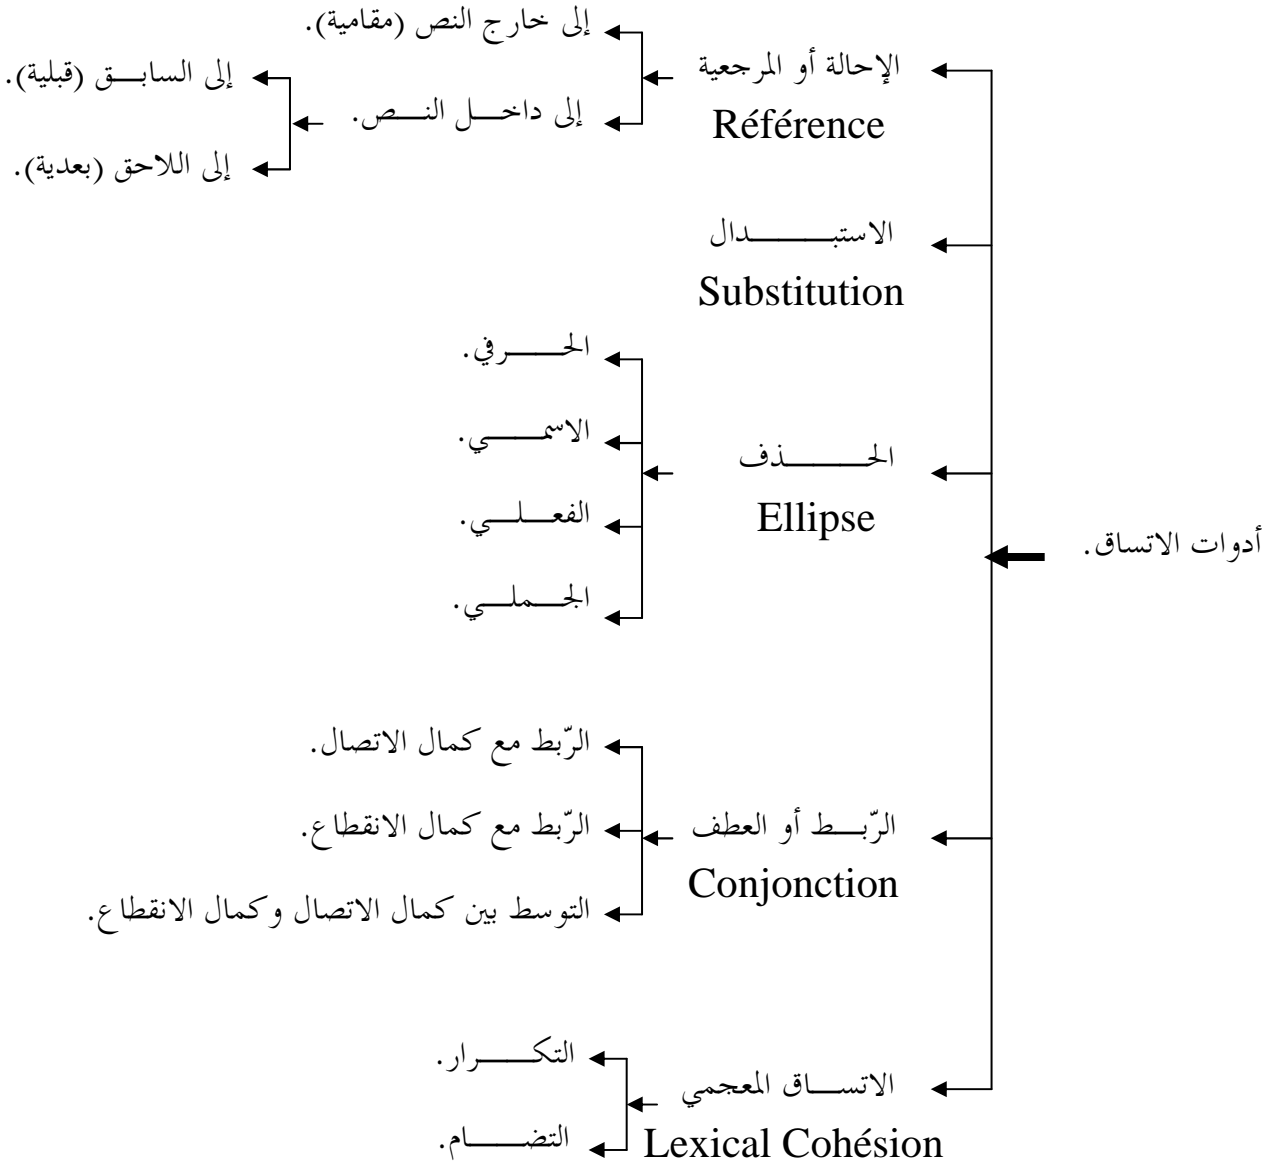 أدوات الاتساق.
الإحالة أو المرجعية
Référence
إلى خارج النص (مقامية).
إلى داخل النص.
إلى السابق (قبلية).
إلى اللاحق (بعدية).
الاستبدال
Substitution
الحذف
Ellipse
الحرفي.
الاسمي.
الفعلي.
الجملي.
الرّبط أو العطف
Conjonction
الرّبط مع كمال الاتصال.
الرّبط مع كمال الانقطاع.
التوسط بين كمال الاتصال وكمال الانقطاع.
الاتساق المعجمي
Lexical Cohésion
التكرار.
التضام.